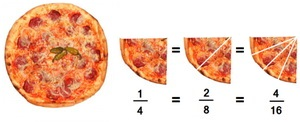 = =
1/4 = 2/8 = 4/16